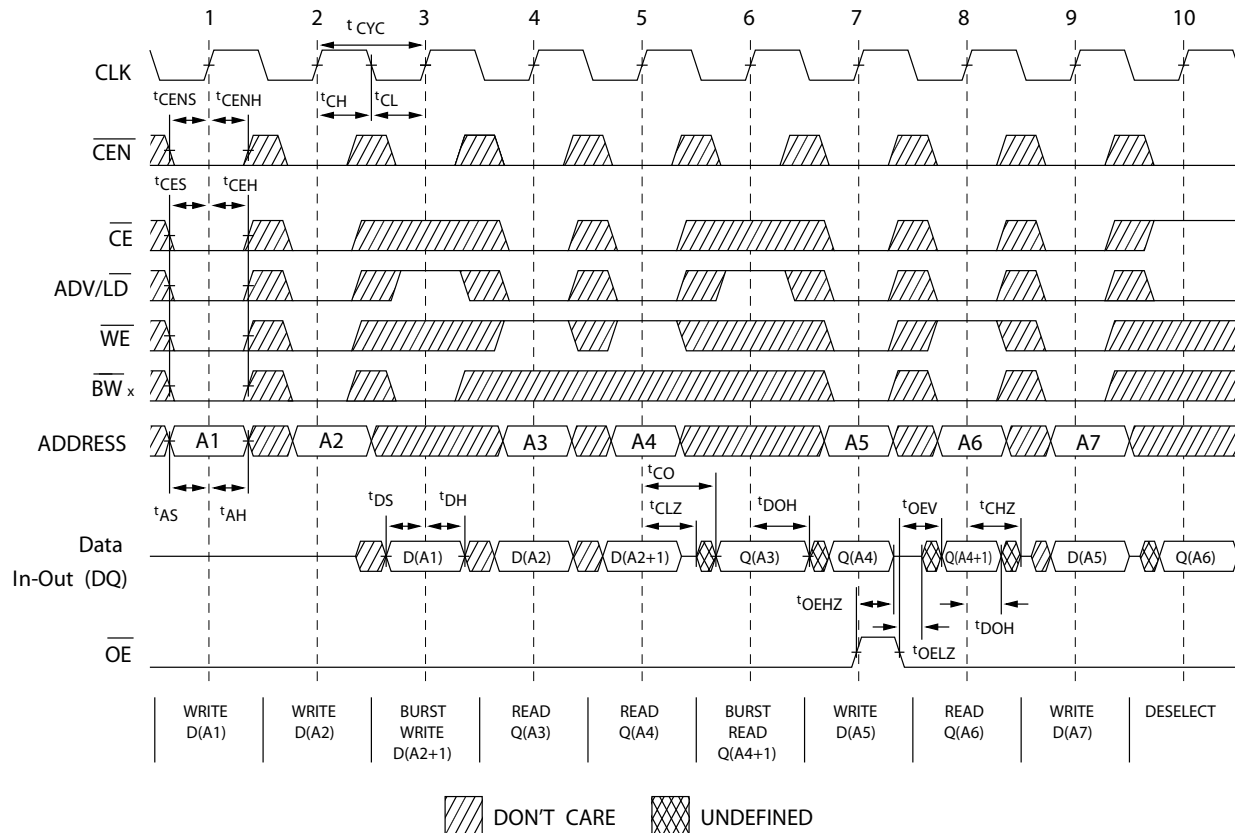 1 2 3 4 5 6 7 8 9 10
t CYC
CLK
tCENS tCENH tCH tCL
CEN
tCES tCEH
CE
ADV/LD
WE
BW x
ADDRESS A1 A2 A3 A4 A5 A6 A7
tCO
tAS tAH tDS tDH tCLZ tDOH tOEV tCHZ
Data
In-Out (DQ) D(A1) D(A2) D(A2+1) Q(A3) Q(A4) Q(A4+1) D(A5) Q(A6)
tOEHZ tDOH
tOELZ
OE
WRITE WRITE BURST READ READ BURST WRITE READ WRITE DESELECT
D(A1) D(A2) WRITE Q(A3) Q(A4) READ D(A5) Q(A6) D(A7)
D(A2+1) Q(A4+1)
DON'T CARE UNDEFINED